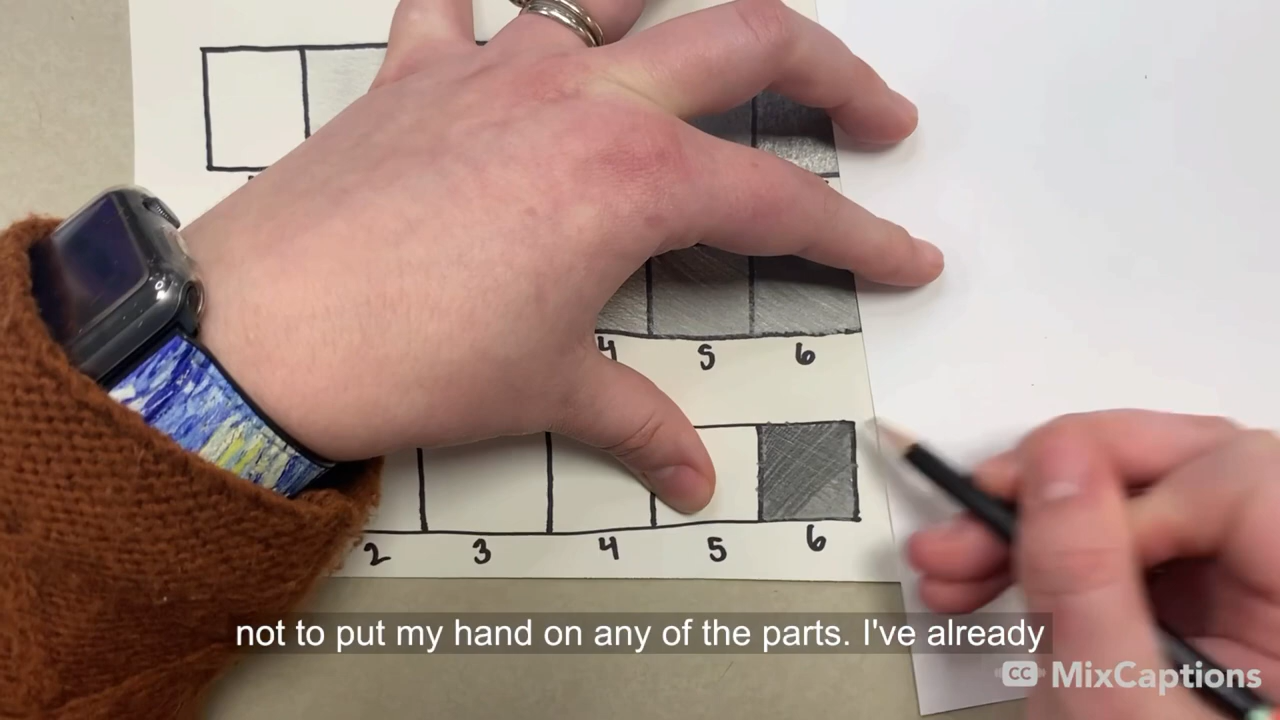 4 5 6
2 3 4 5 6
not to put my hand on any of the parts. I've already
CC MixCaptions